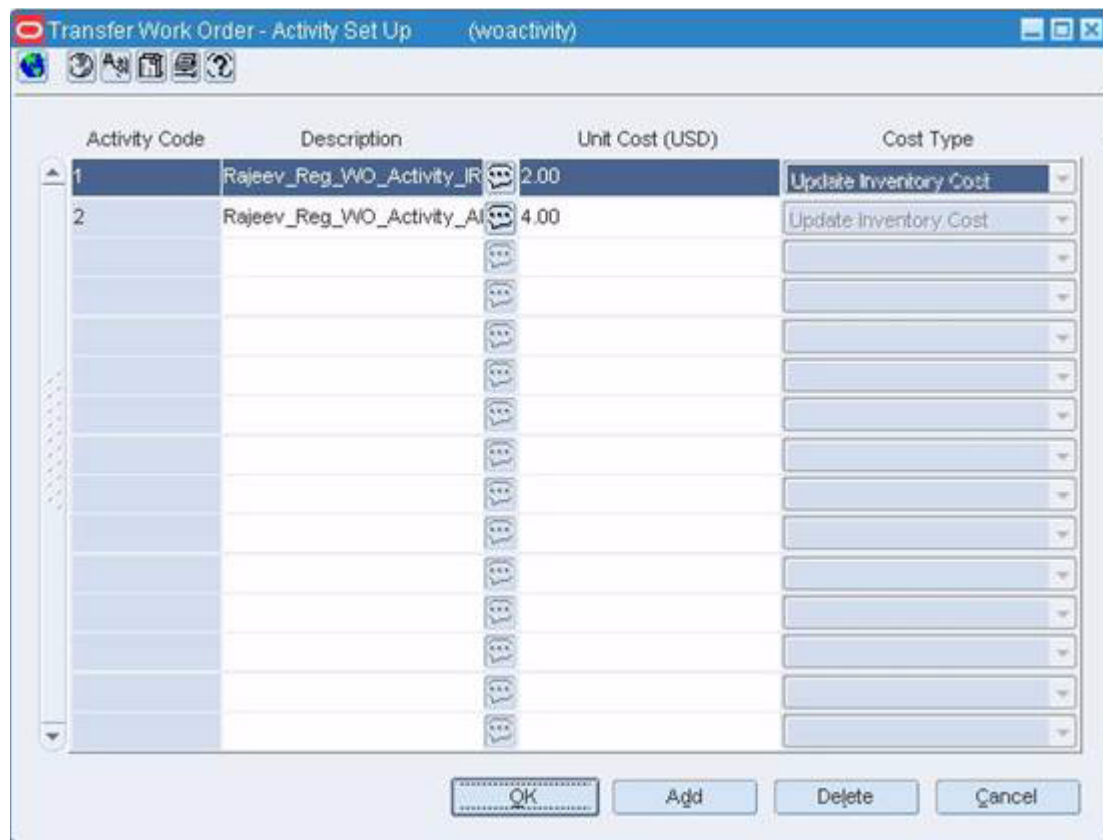 Transfer Work Order - Activity Set Up (woactivity)
Activity Code Description Unit Cost (USD) Cost Type
1 Rajeev_Reg_WO_Activity_IR 2.00 Update Inventory Cost
2 Rajeev_Reg_WO_Activity_A 4.00 Update Inventory Cost
OK Add Delete Cancel